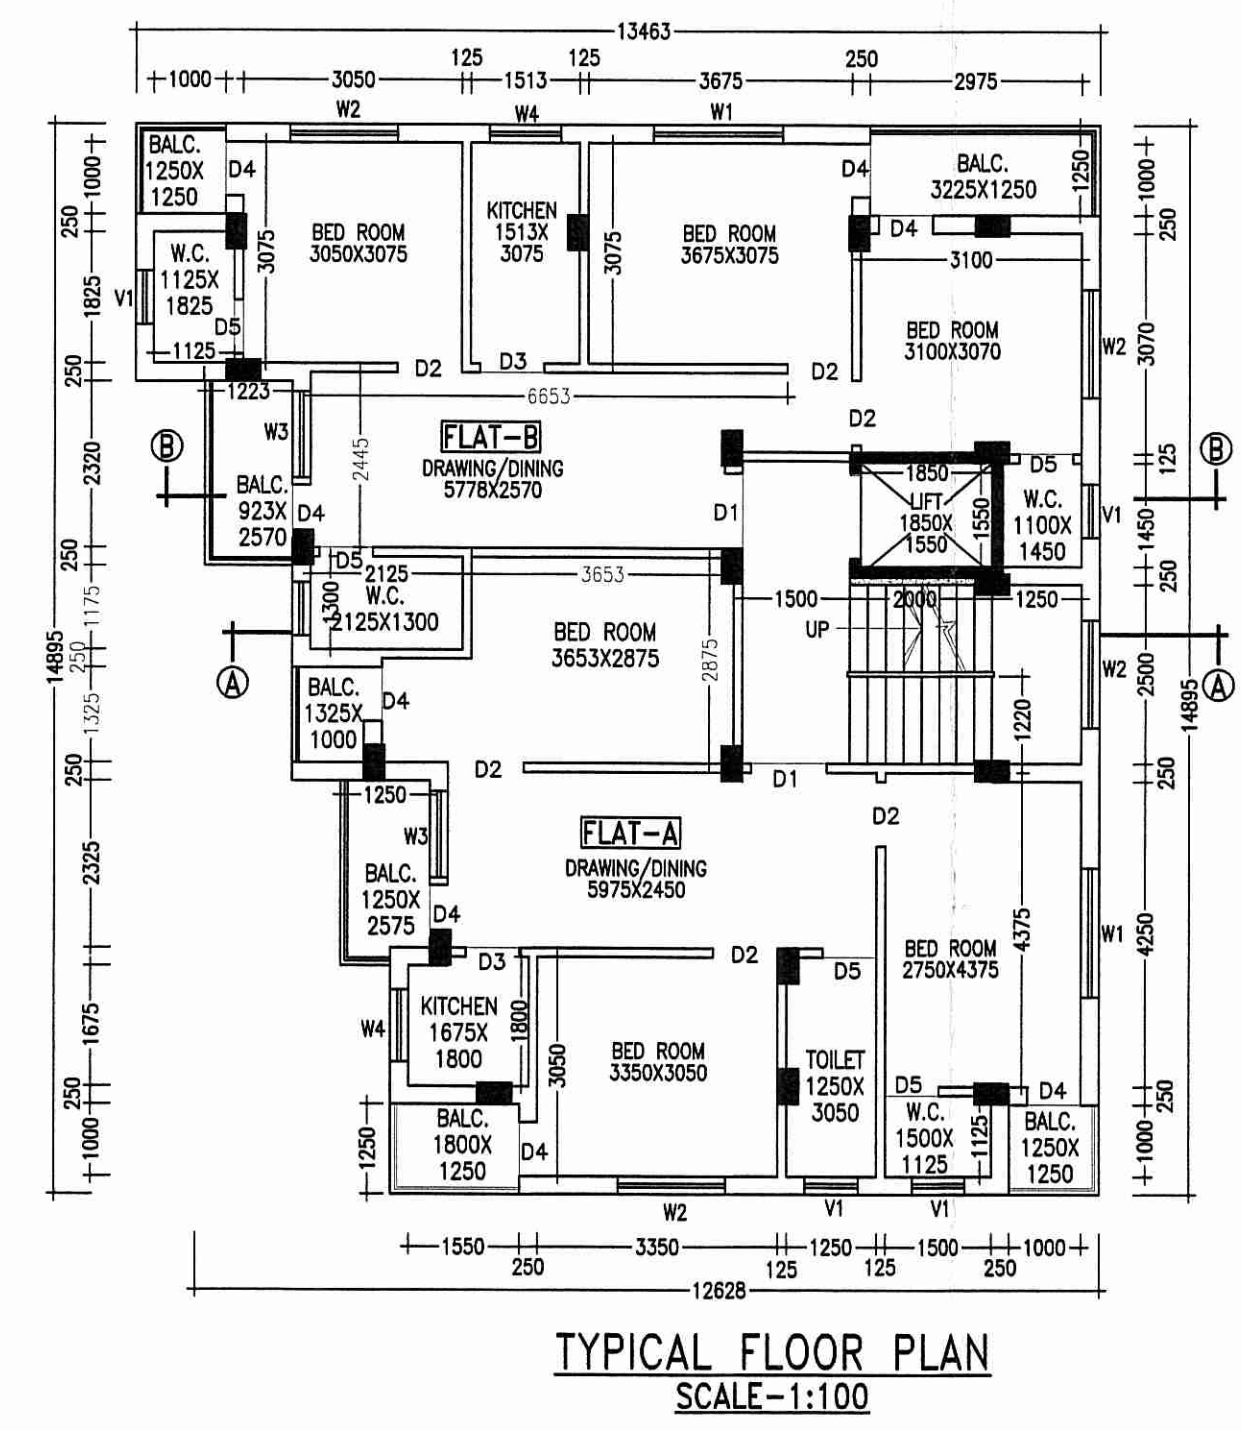 13463
125
125
250
1000
3050
1513
3675
2975
W2
W4
W1
BALC.
1250X
1250
D4
1000
250
1825
250
2320
250
1175
250
1325
250
2325
1675
250
1000
14895
W.C.
1125X
1825
V1
D5
1125
3075
BED ROOM
3050X3075
KITCHEN
1513X
3075
3075
BED ROOM
3675X3075
D4
BALC.
3225X1250
1250
D4
3100
BED ROOM
3100X3070
W2
1000
250
3070
125
1450
250
2500
250
4250
250
1000
14895
D2
D3
D2
D2
1223
6653
W3
2445
FLAT-B
DRAWING/DINING
5778X2570
B
B
BALC.
923X
2570
D4
D1
1850
LIFT
1850X
1550
1550
D5
W.C.
1100X
1450
V1
D5
2125
1300
W.C.
2125X1300
3653
BED ROOM
3653X2875
2875
1500
2000
1250
UP
W2
A
A
BALC.
1325X
1000
D4
1220
D2
D1
D2
1250
W3
BALC.
1250X
2575
D4
FLAT-A
DRAWING/DINING
5975X2450
BED ROOM
2750X4375
4375
W1
D3
D2
D5
W4
KITCHEN
1675X
1800
1800
3050
BED ROOM
3350X3050
TOILET
1250X
3050
D5
D4
W.C.
1500X
1125
1125
BALC.
1250X
1250
1250
BALC.
1800X
1250
D4
W2
V1
V1
1550
3350
1250
1500
1000
250
125
125
250
12628
TYPICAL FLOOR PLAN
SCALE-1:100